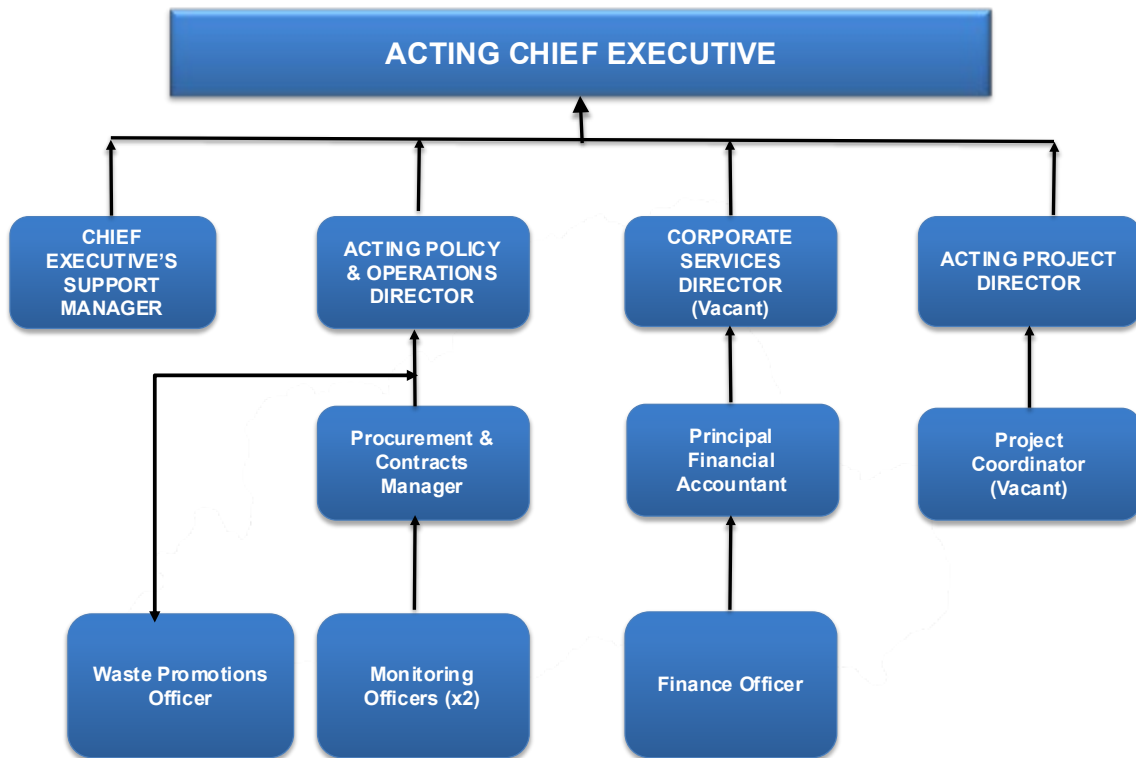 ACTING CHIEF EXECUTIVE
CHIEF
EXECUTIVE’S
SUPPORT
MANAGER
ACTING POLICY
& OPERATIONS
DIRECTOR
CORPORATE
SERVICES
DIRECTOR
(Vacant)
ACTING PROJECT
DIRECTOR
Procurement &
Contracts
Manager
Principal
Financial
Accountant
Project
Coordinator
(Vacant)
Waste Promotions
Officer
Monitoring
Officers (x2)
Finance Officer